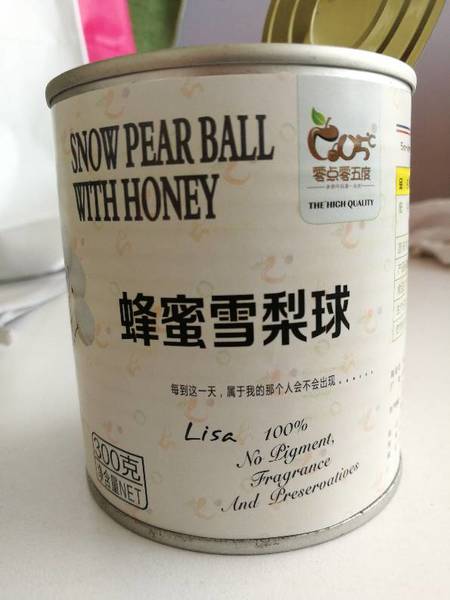 SNOW PEAR BALL
WITH HONEY
0.05℃
零点零五度
THE HIGH QUALITY
蜂蜜雪梨球
每到这一天，属于我的那个人会不会出现······
Lisa
100%
No Pigment,
Fragrance
And Preservatives
300克
净含量NET